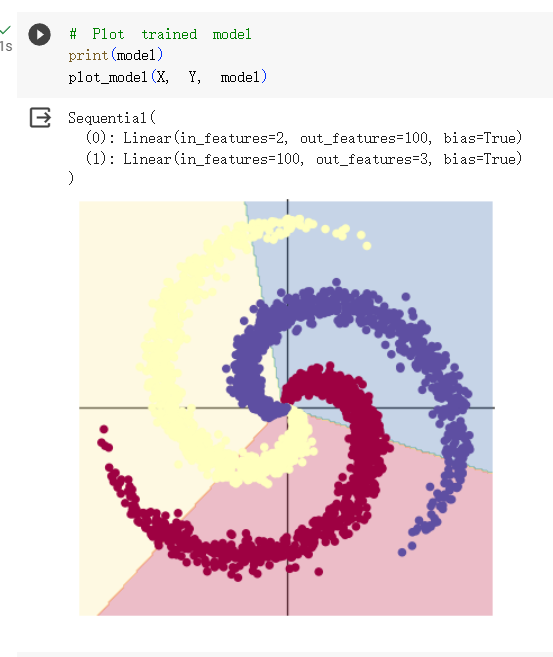 1s
# Plot trained model
print(model)
plot_model(X, Y, model)
Sequential(
(0): Linear(in_features=2, out_features=100, bias=True)
(1): Linear(in_features=100, out_features=3, bias=True)
)